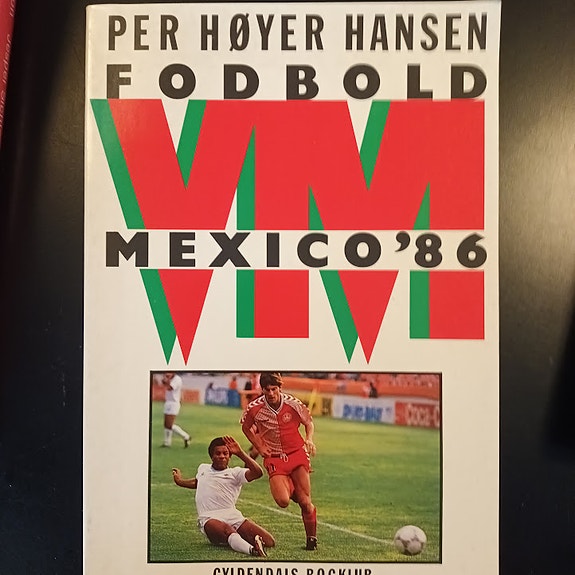 PER HØYER HANSEN
FODBOLD
VM
MEXICO '86
GYLDENDALS BOGKLUB